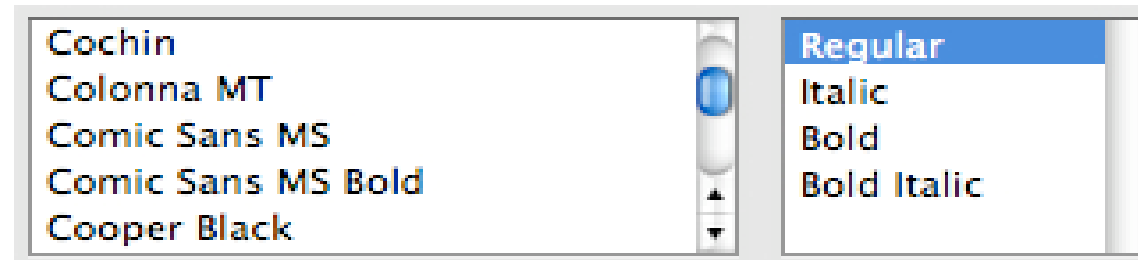 Cochin
Colonna MT
Comic Sans MS
Comic Sans MS Bold
Cooper Black
Regular
Italic
Bold
Bold Italic